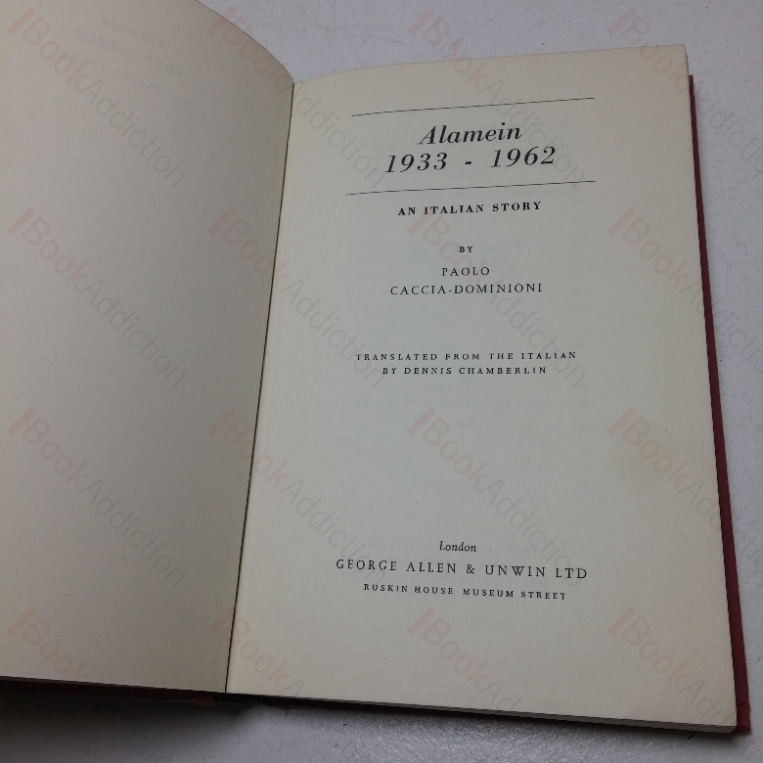 Alamein
1933 - 1962
AN ITALIAN STORY
BY
PAOLO
CACCIA-DOMINIONI
TRANSLATED FROM THE ITALIAN
BY DENNIS CHAMBERLIN
London
GEORGE ALLEN & UNWIN LTD
RUSKIN HOUSE MUSEUM STREET
BookAddiction